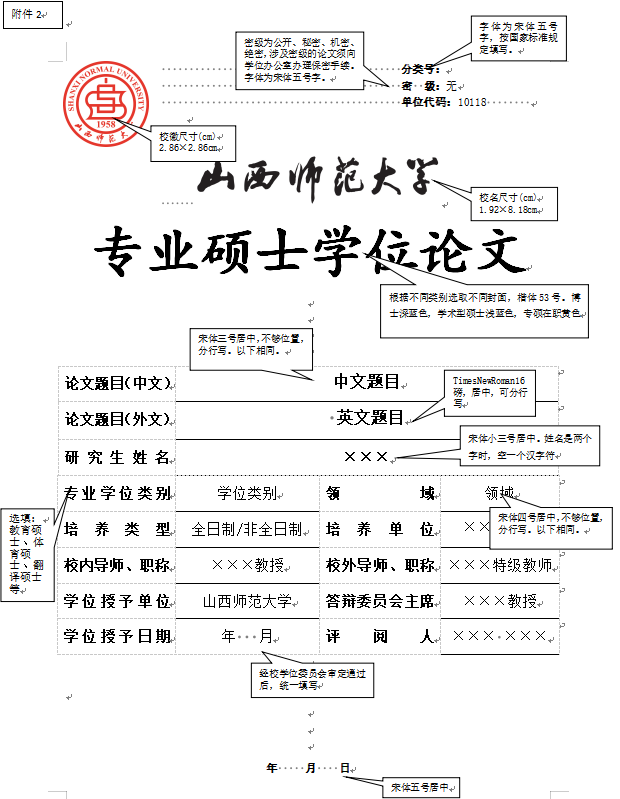 附件2
密级为公开、秘密、机密、
绝密,涉及密级的论文须向
学位办公室办理保密手续。
字体为宋体五号字。
字体为宋体五号
字，按国家标准规
定填写。
分类号：
密 级：无
单位代码：10118
SHANXI NORMAL UNIVERSITY
1958
山西师范大学
校徽尺寸(cm)
2.86×2.86cm
山西师范大学
校名尺寸(cm)
1.92×8.18cm
专业硕士学位论文
根据不同类别选取不同封面，楷体53号。博
士深蓝色，学术型硕士浅蓝色，专硕在职黄色
宋体三号居中,不够位置，
分行写。以下相同。
论文题目(中文) 中文题目
TimesNewRoman16
磅，居中，可分行
写
论文题目(外文) 英文题目
宋体小三号居中。姓名是两个
字时，空一个汉字符
研究生姓名 ×××
专业学位类别 学位类别 领域 领域
选填：
教育硕
士、体
育硕
士、翻
译硕士
等
宋体四号居中,不够位置,
分行写。以下相同。
培养类型 全日制/非全日制 培养单位 ××
校内导师、职称 ×××教授 校外导师、职称 ×××特级教师
学位授予单位 山西师范大学 答辩委员会主席 ×××教授
学位授予日期 年 月 评阅人 ××× ×××
经校学位委员会审定通过
后，统一填写
年 月 日
宋体五号居中